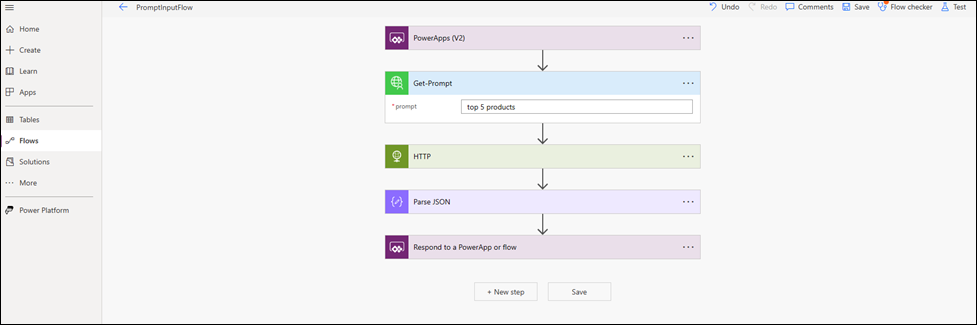 PromptInputFlow
Undo
Redo
Comments
Save
Flow checker
Test
Home
Create
Learn
Apps
Tables
Flows
Solutions
More
Power Platform
PowerApps (V2)
Get-Prompt
* prompt
top 5 products
HTTP
Parse JSON
Respond to a PowerApp or flow
+ New step
Save